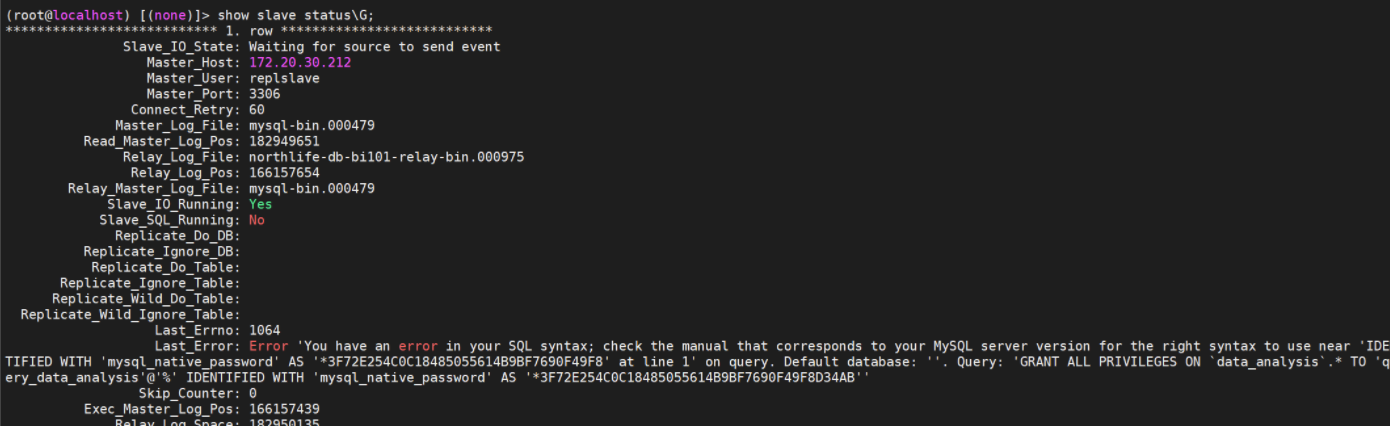 (root@localhost) [(none)]> show slave status\G;
*************************** 1. row ***************************
Slave_IO_State: Waiting for source to send event
Master_Host: 172.20.30.212
Master_User: replslave
Master_Port: 3306
Connect_Retry: 60
Master_Log_File: mysql-bin.000479
Read_Master_Log_Pos: 182949651
Relay_Log_File: northlife-db-bi101-relay-bin.000975
Relay_Log_Pos: 166157654
Relay_Master_Log_File: mysql-bin.000479
Slave_IO_Running: Yes
Slave_SQL_Running: No
Replicate_Do_DB:
Replicate_Ignore_DB:
Replicate_Do_Table:
Replicate_Ignore_Table:
Replicate_Wild_Do_Table:
Replicate_Wild_Ignore_Table:
Last_Errno: 1064
Last_Error: Error 'You have an error in your SQL syntax; check the manual that corresponds to your MySQL server version for the right syntax to use near 'IDE
TIFIED WITH 'mysql_native_password' AS '*3F72E254C0C18485055614B9BF7690F49F8' at line 1' on query. Default database: ''. Query: 'GRANT ALL PRIVILEGES ON `data_analysis`.* TO 'q
ery_data_analysis'@'%' IDENTIFIED WITH 'mysql_native_password' AS '*3F72E254C0C18485055614B9BF7690F49F8D34AB''
Skip_Counter: 0
Exec_Master_Log_Pos: 166157439
Relay_Log_Space: 182950135